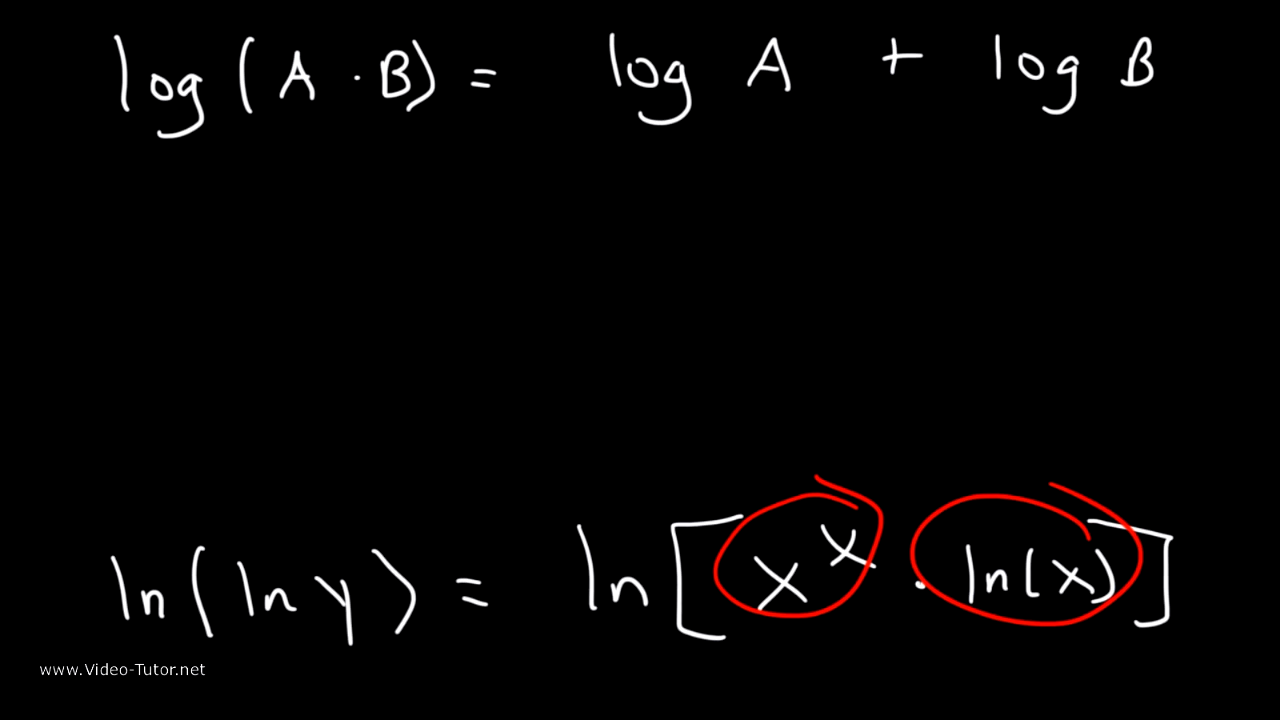 log(A · B) = log A + log B
ln(ln y) = ln[x^x · ln(x)]
www.Video-Tutor.net